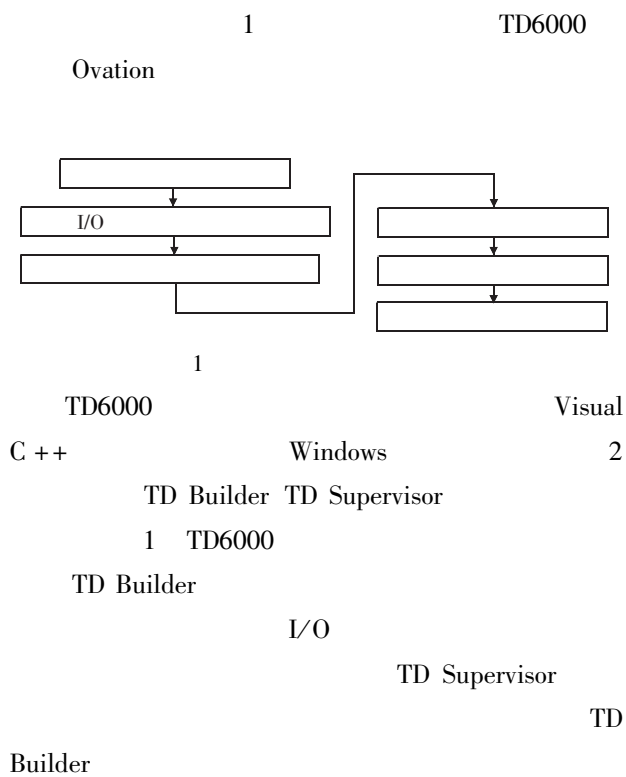 1 TD6000
Ovation
I/O
1
TD6000 Visual
C ++ Windows 2
TD Builder TD Supervisor
1 TD6000
TD Builder
I/O
TD Supervisor
TD
Builder